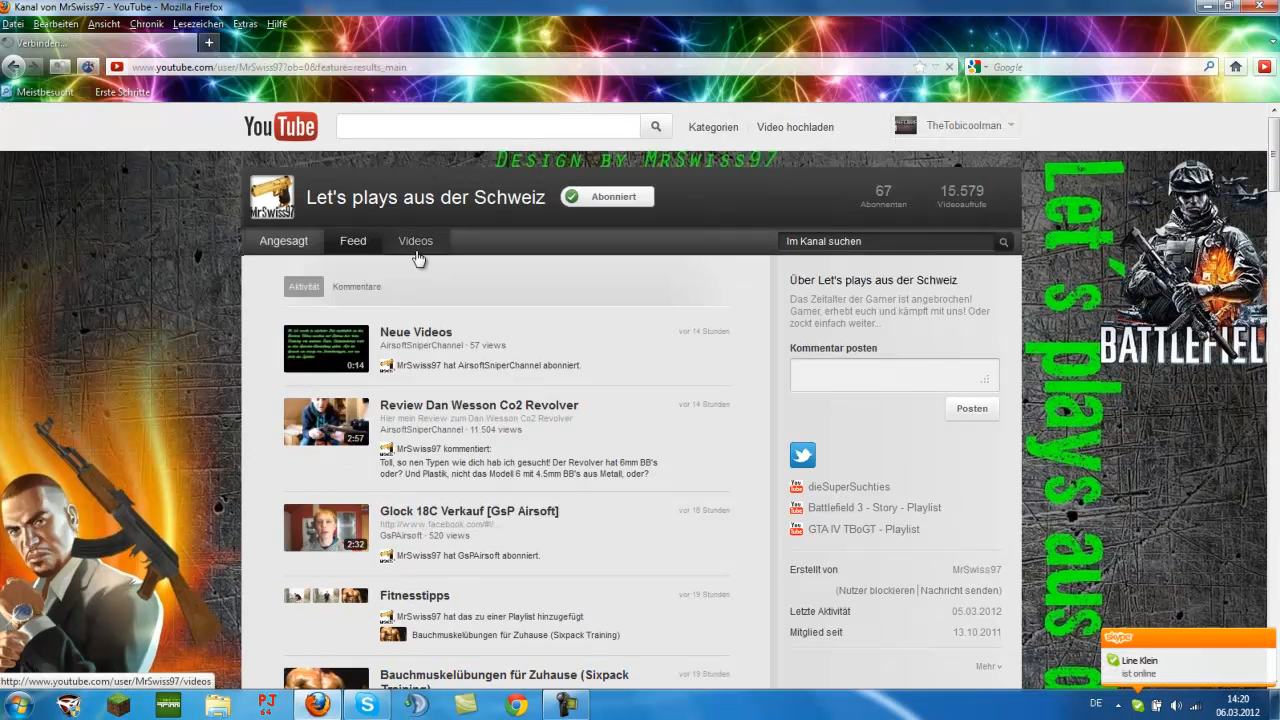 Kanal von MrSwiss97 - YouTube - Mozilla Firefox
Datei Bearbeiten Ansicht Chronik Lesezeichen Extras Hilfe
Verbinden...
www.youtube.com/user/MrSwiss97?ob=0&feature=results_main
Google
Meistbesucht Erste Schritte
YouTube
Kategorien Video hochladen TheTobicoolman
Design by MrSwiss97
MrSwiss97
Let's plays aus der Schweiz
Abonniert
67
Abonnenten
15.579
Videoaufrufe
Angesagt Feed Videos
Im Kanal suchen
Aktivität Kommentare
Neue Videos
vor 14 Stunden
AirsoftSniperChannel · 57 views
MrSwiss97 hat AirsoftSniperChannel abonniert.
0:14
Review Dan Wesson Co2 Revolver
vor 14 Stunden
Hier mein Review zum Dan Wesson Co2 Revolver
AirsoftSniperChannel · 11.504 views
2:57
MrSwiss97 kommentiert:
Toll, so nen Typen wie dich hab ich gesucht! Der Revolver hat 6mm BB's
oder? Und Plastik, nicht das Modell 6 mit 4.5mm BB's aus Metall, oder?
Glock 18C Verkauf [GsP Airsoft]
http://www.facebook.com/#!/...
GsPAirsoft · 520 views
2:32
MrSwiss97 hat GsPAirsoft abonniert.
Fitnesstipps
vor 19 Stunden
MrSwiss97 hat das zu einer Playlist hinzugefügt
Bauchmuskelübungen für Zuhause (Sixpack Training)
Bauchmuskelübungen für Zuhause (Sixpack
Training)
vor 19 Stunden
Über Let's plays aus der Schweiz
Das Zeitalter der Gamer ist angebrochen!
Gamer, erhebt euch und kämpft mit uns! Oder
zockt einfach weiter...
Kommentar posten
Posten
dieSuperSuchties
Battlefield 3 - Story - Playlist
GTA IV TBoGT - Playlist
Erstellt von MrSwiss97
(Nutzer blockieren|Nachricht senden)
Letzte Aktivität 05.03.2012
Mitglied seit 13.10.2011
Mehr
Let´s plays aus d
BATTLEFIEL
skype
Line Klein
ist online
http://www.youtube.com/user/MrSwiss97/videos
PJ
64
DE
14:20
06.03.2012